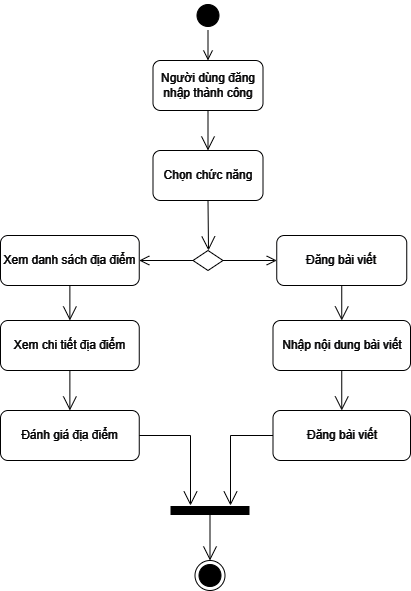 Người dùng đăng
nhập thành công
Chọn chức năng
Xem danh sách địa điểm
Đăng bài viết
Xem chi tiết địa điểm
Nhập nội dung bài viết
Đánh giá địa điểm
Đăng bài viết